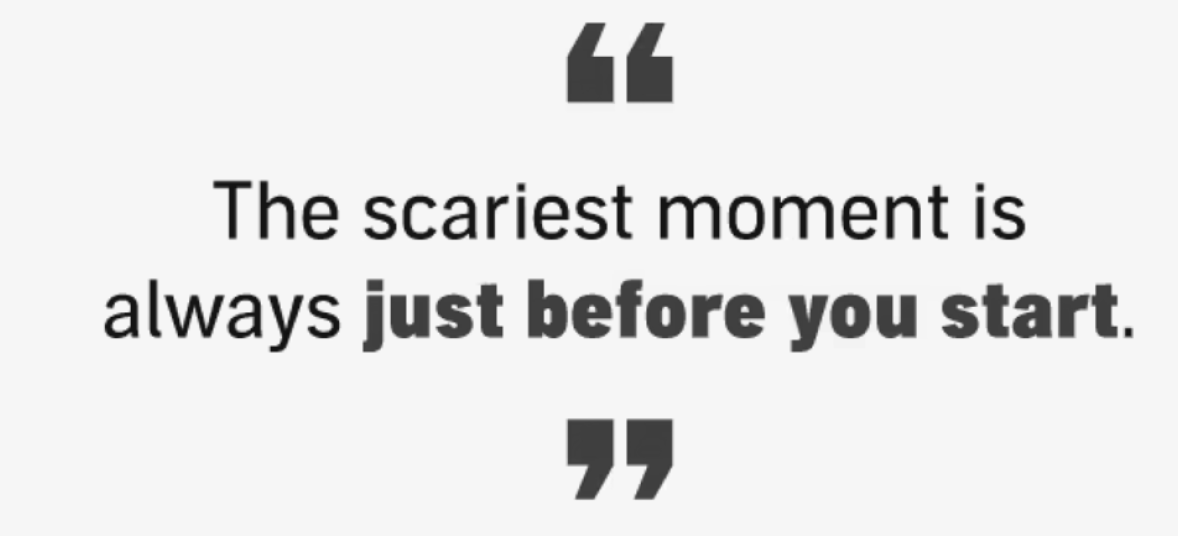 “
The scariest moment is
always just before you start.
”